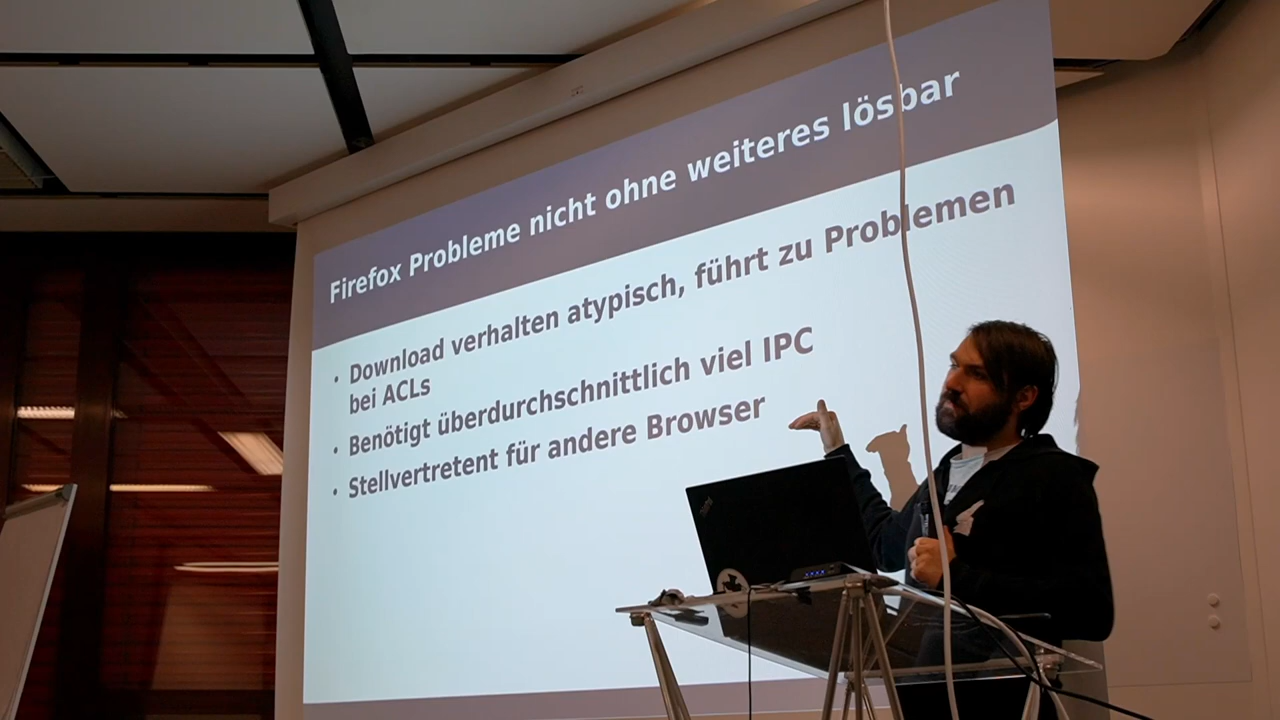 Firefox Probleme nicht ohne weiteres lösbar
• Download verhalten atypisch, führt zu Problemen
bei ACLs
• Benötigt überdurchschnittlich viel IPC
• Stellvertretent für andere Browser